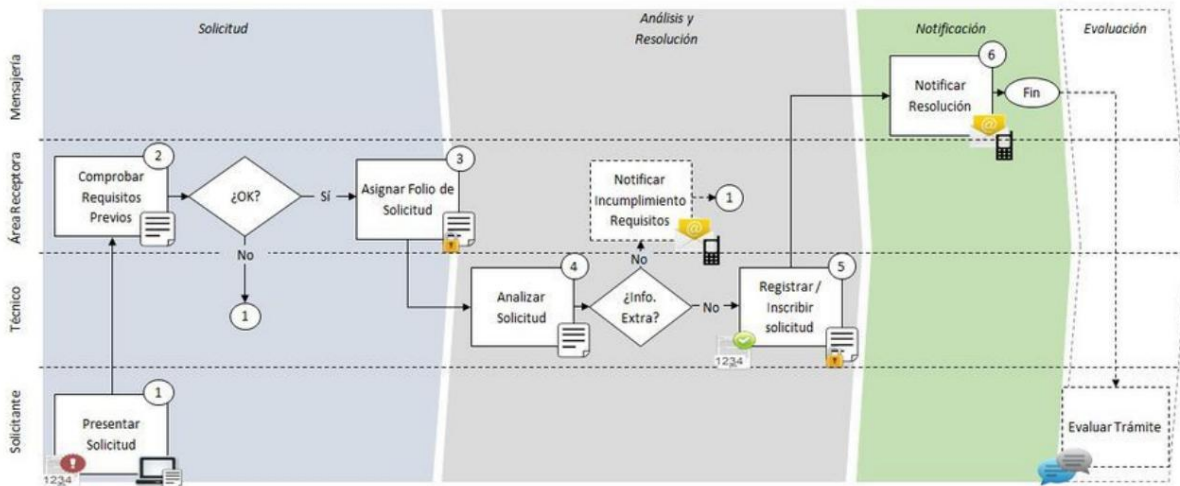 Solicitud
Análisis y
Resolución
Notificación
Evaluación
Mensajería
6
Notificar
Resolución
@
Fin
Área Receptora
2
Comprobar
Requisitos
Previos
¿OK?
Sí
No
1
3
Asignar Folio de
Solicitud
Notificar
Incumplimiento
Requisitos
@
1
Técnico
4
Analizar
Solicitud
No
¿Info.
Extra?
No
5
Registrar /
Inscribir
solicitud
1234
Solicitante
1
Presentar
Solicitud
1234
Evaluar Trámite